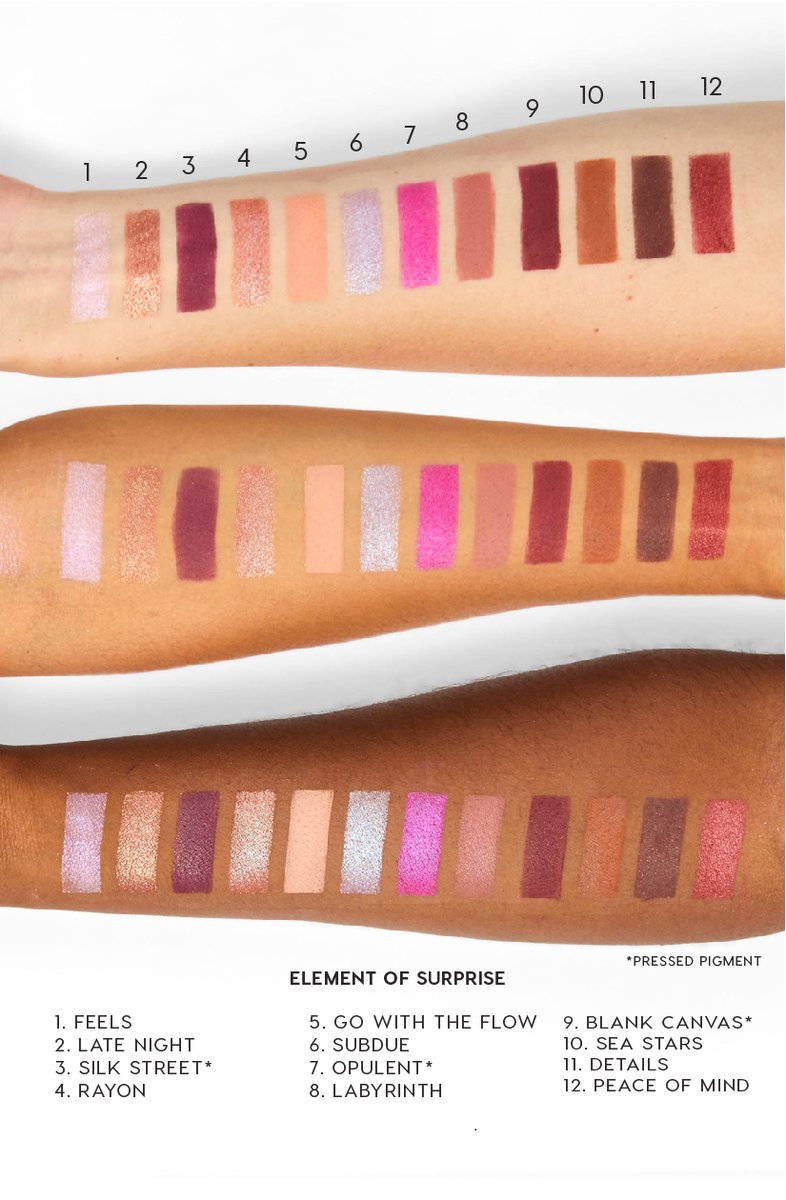 1 2 3 4 5 6 7 8 9 10 11 12
*PRESSED PIGMENT
ELEMENT OF SURPRISE
1. FEELS
2. LATE NIGHT
3. SILK STREET*
4. RAYON
5. GO WITH THE FLOW
6. SUBDUE
7. OPULENT*
8. LABYRINTH
9. BLANK CANVAS*
10. SEA STARS
11. DETAILS
12. PEACE OF MIND